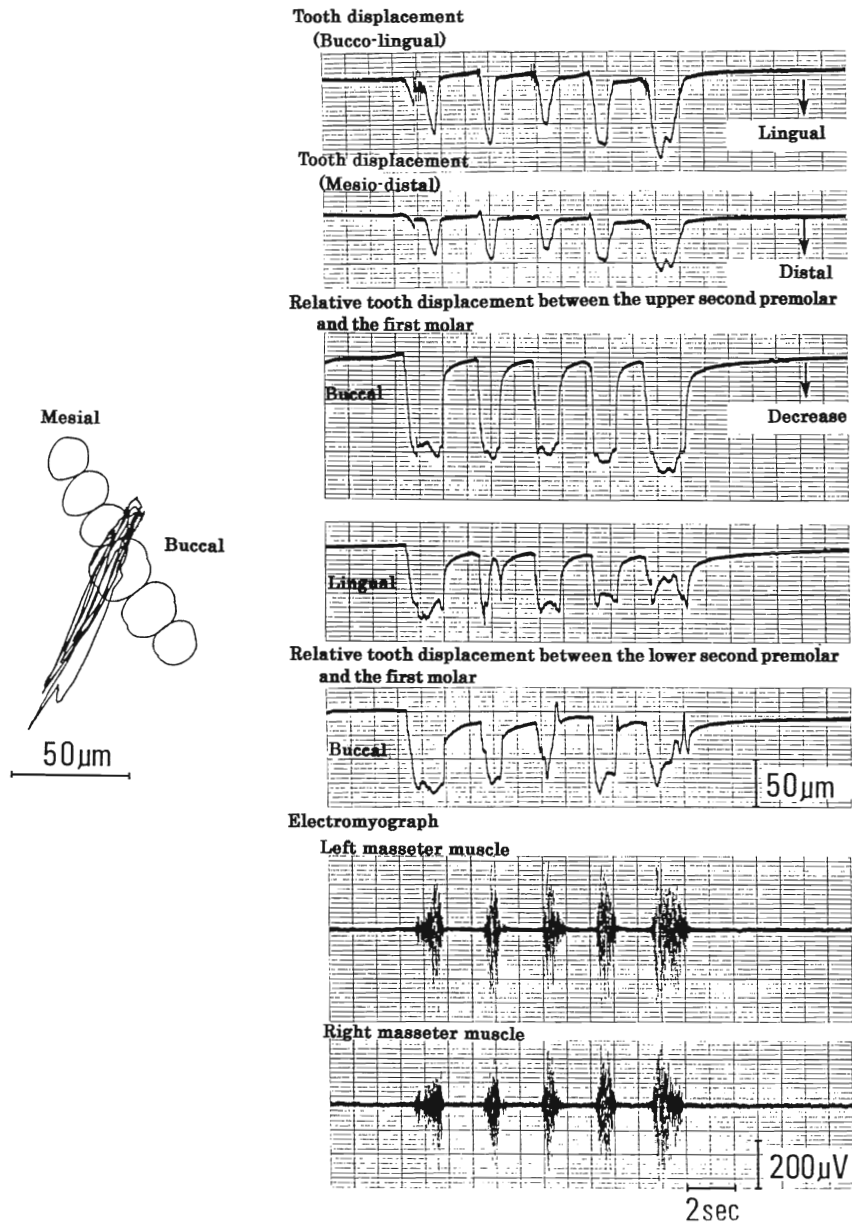 Tooth displacement
(Bucco-lingual)
Lingual
Tooth displacement
(Mesio-distal)
Distal
Relative tooth displacement between the upper second premolar
and the first molar
Buccal
Decrease
Mesial
Buccal
Lingual
50μm
Relative tooth displacement between the lower second premolar
and the first molar
Buccal
50μm
Electromyograph
Left masseter muscle
Right masseter muscle
200μV
2sec